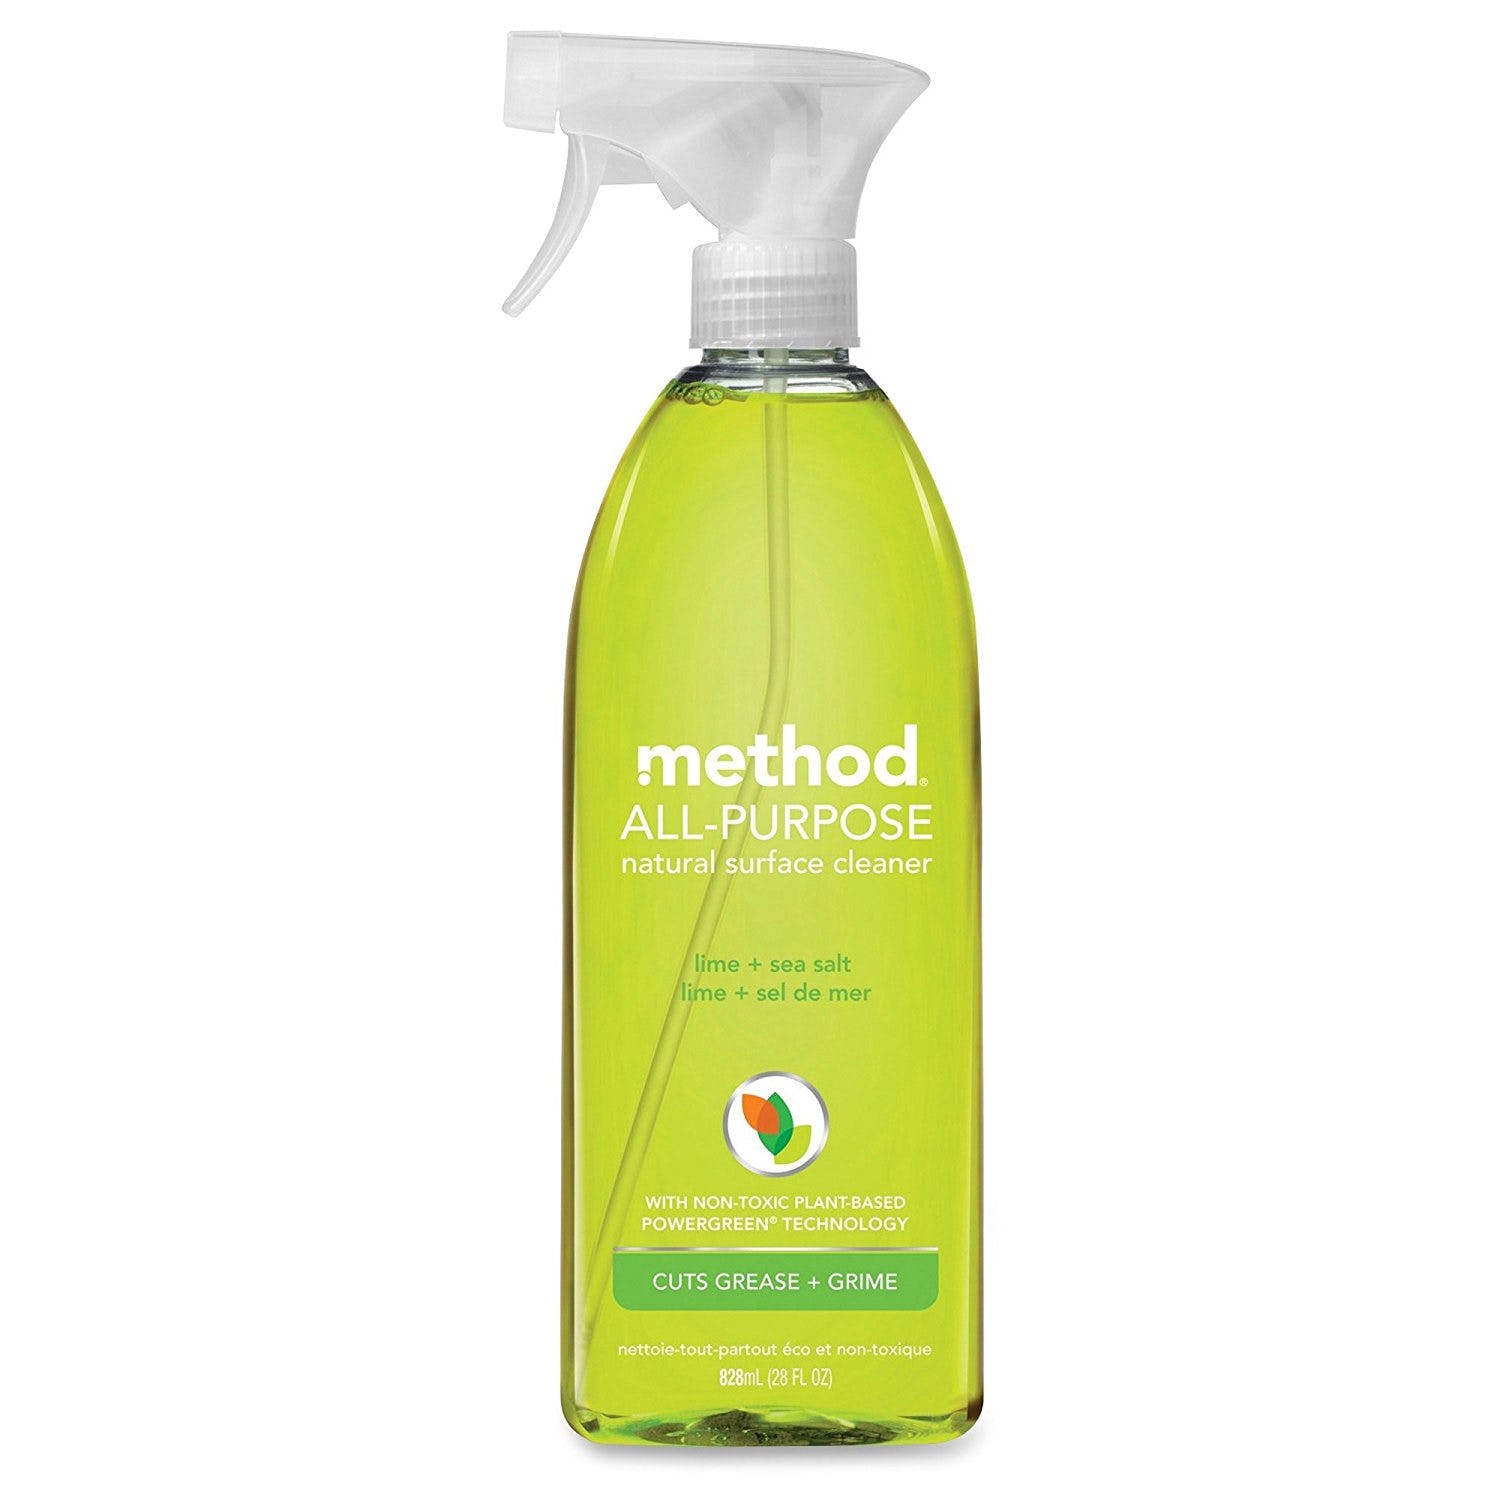 method®
ALL-PURPOSE
natural surface cleaner
lime + sea salt
lime + sel de mer
WITH NON-TOXIC PLANT-BASED
POWERGREEN® TECHNOLOGY
CUTS GREASE + GRIME
nettoie-tout-partout éco et non-toxique
828mL (28 FL OZ)